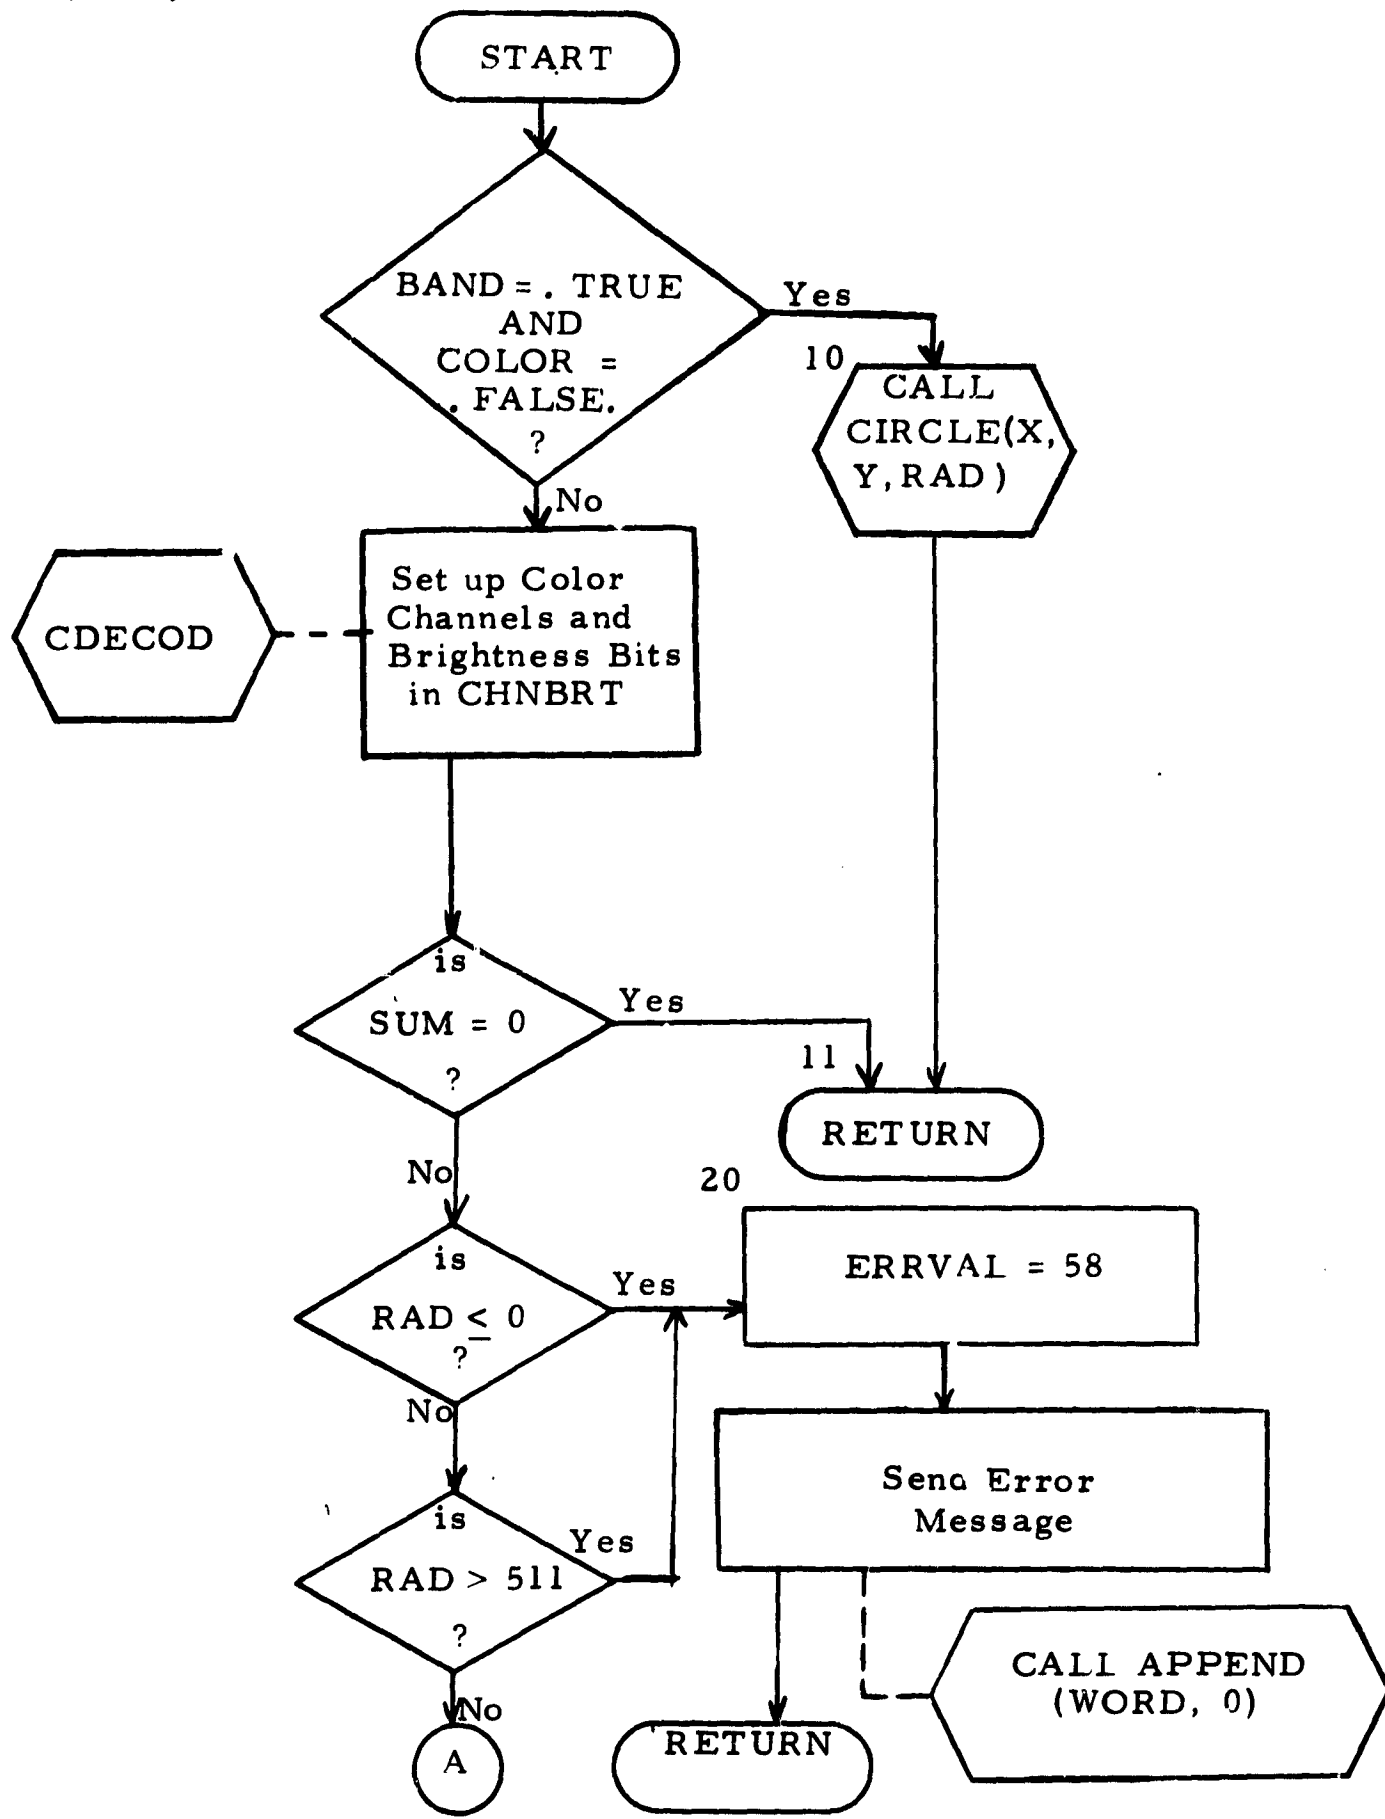 START
BAND = . TRUE
AND
COLOR =
. FALSE.
?
Yes
10
CALL
CIRCLE(X,
Y, RAD )
No
CDECOD
Set up Color
Channels and
Brightness Bits
in CHNBRT
is
SUM = 0
?
Yes
11
RETURN
No
20
is
RAD ≤ 0
?
Yes
ERRVAL = 58
No
Send Error
Message
is
RAD > 511
?
Yes
CALL APPEND
(WORD, 0)
No
A
RETURN